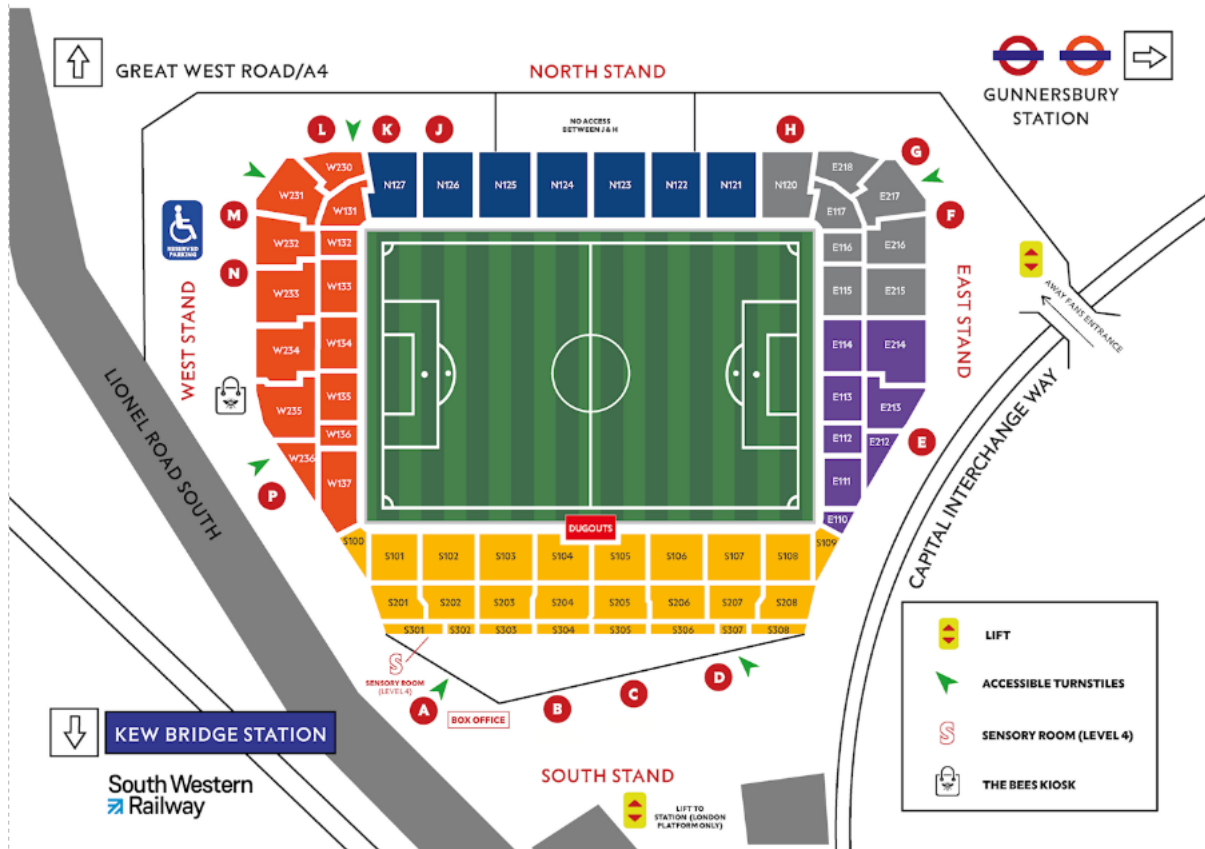 GREAT WEST ROAD/A4
NORTH STAND
GUNNERSBURY
STATION
NO ACCESS
BETWEEN J & H
L
K
J
H
G
W230
W231
W131
N127
N126
N125
N124
N123
N122
N121
N120
E218
E217
E117
M
F
RESERVED
PARKING
W232
W132
E116
E216
N
W233
W133
E115
E215
WEST STAND
EAST STAND
AWAY FANS ENTRANCE
W234
W134
E114
E214
W235
W135
E113
E213
W236
W136
E112
E212
E
W137
E111
P
E110
LIONEL ROAD SOUTH
CAPITAL INTERCHANGE WAY
DUGOUTS
S100
S101
S102
S103
S104
S105
S106
S107
S108
S109
S201
S202
S203
S204
S205
S206
S207
S208
S301
S302
S303
S304
S305
S306
S307
S308
S
SENSORY ROOM
(LEVEL 4)
A
BOX OFFICE
B
C
D
KEW BRIDGE STATION
South Western
Railway
SOUTH STAND
LIFT TO
STATION (LONDON
PLATFORM ONLY)
LIFT
ACCESSIBLE TURNSTILES
S
SENSORY ROOM (LEVEL 4)
THE BEES KIOSK